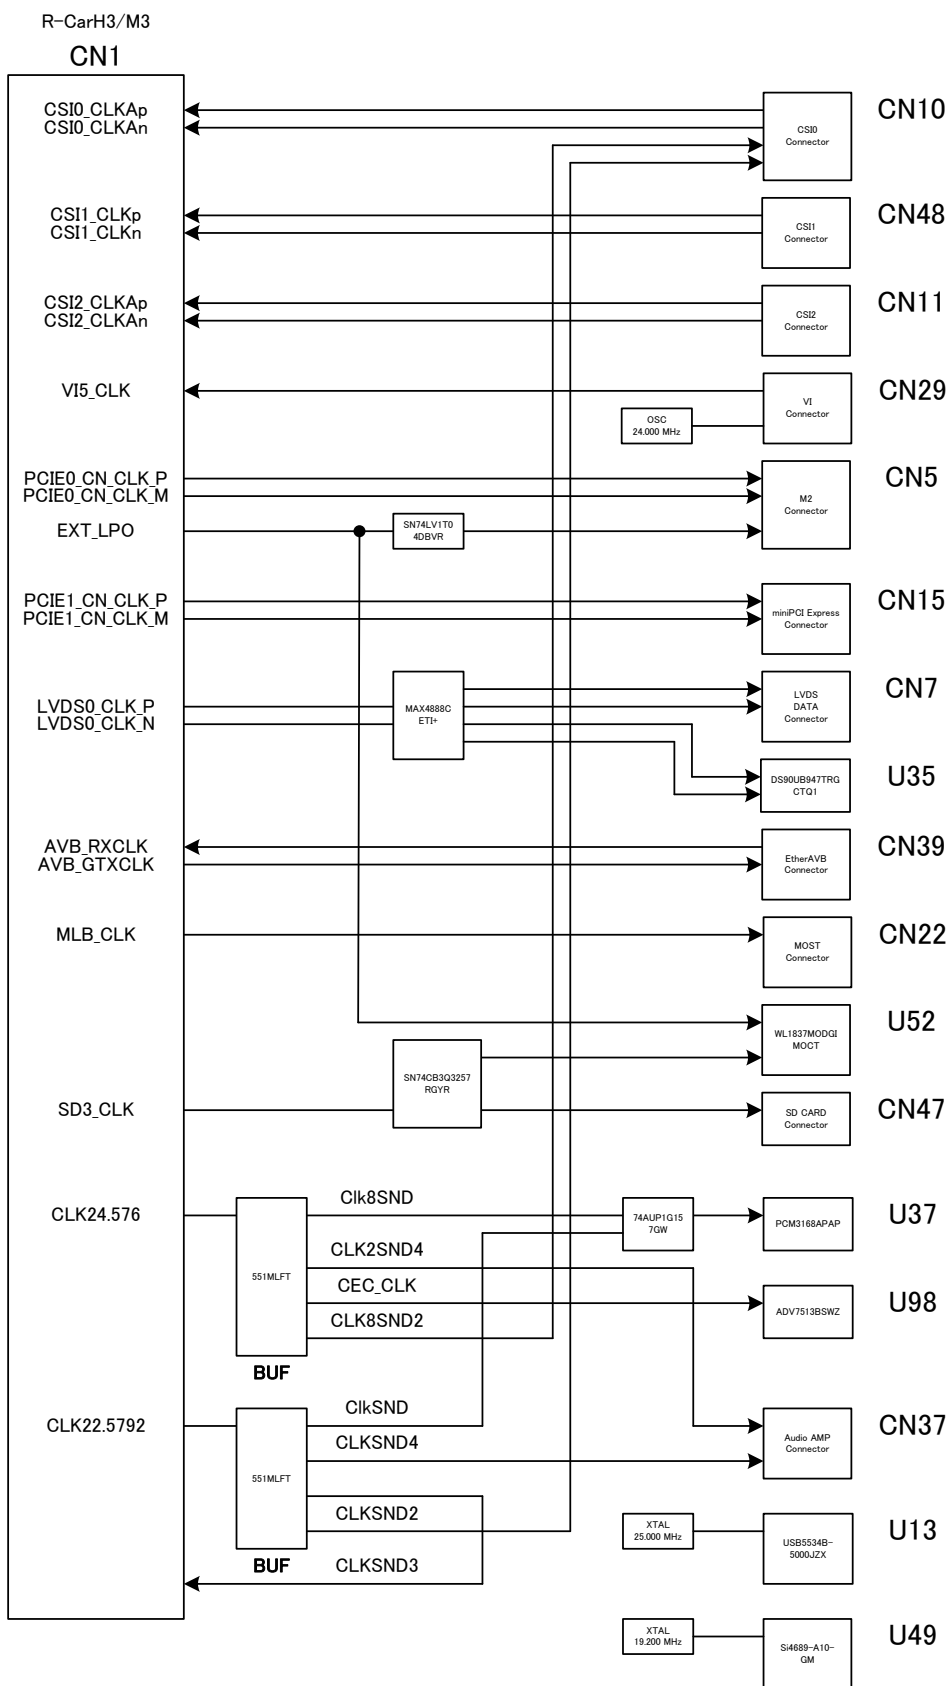 R-CarH3/M3
CN1
CSI0_CLKAp
CSI0_CLKAn
CSI0
Connector
CN10
CSI1_CLKp
CSI1_CLKn
CSI1
Connector
CN48
CSI2_CLKAp
CSI2_CLKAn
CSI2
Connector
CN11
VI5_CLK
OSC
24.000 MHz
VI
Connector
CN29
PCIE0_CN_CLK_P
PCIE0_CN_CLK_M
EXT_LPO
SN74LV1T0
4DBVR
M2
Connector
CN5
PCIE1_CN_CLK_P
PCIE1_CN_CLK_M
miniPCI Express
Connector
CN15
LVDS0_CLK_P
LVDS0_CLK_N
MAX4888C
ETI+
LVDS
DATA
Connector
CN7
DS90UB947TRG
CTQ1
U35
AVB_RXCLK
AVB_GTXCLK
EtherAVB
Connector
CN39
MLB_CLK
MOST
Connector
CN22
WL1837MODGI
MOCT
U52
SD3_CLK
SN74CB3Q3257
RGYR
SD CARD
Connector
CN47
CLK24.576
551MLFT
BUF
Clk8SND
CLK2SND4
CEC_CLK
CLK8SND2
74AUP1G15
7GW
PCM3168APAP
U37
ADV7513BSWZ
U98
CLK22.5792
551MLFT
BUF
ClkSND
CLKSND4
CLKSND2
CLKSND3
Audio AMP
Connector
CN37
XTAL
25.000 MHz
USB5534B-
5000JZX
U13
XTAL
19.200 MHz
Si4689-A10-
GM
U49